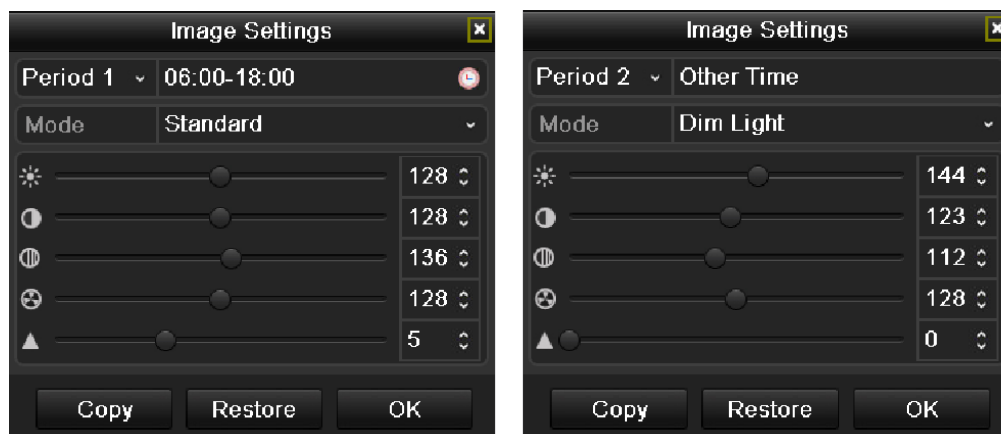 Image Settings
Period 1 06:00-18:00
Mode Standard
128
128
136
128
5
Copy Restore OK
Image Settings
Period 2 Other Time
Mode Dim Light
144
123
112
128
0
Copy Restore OK